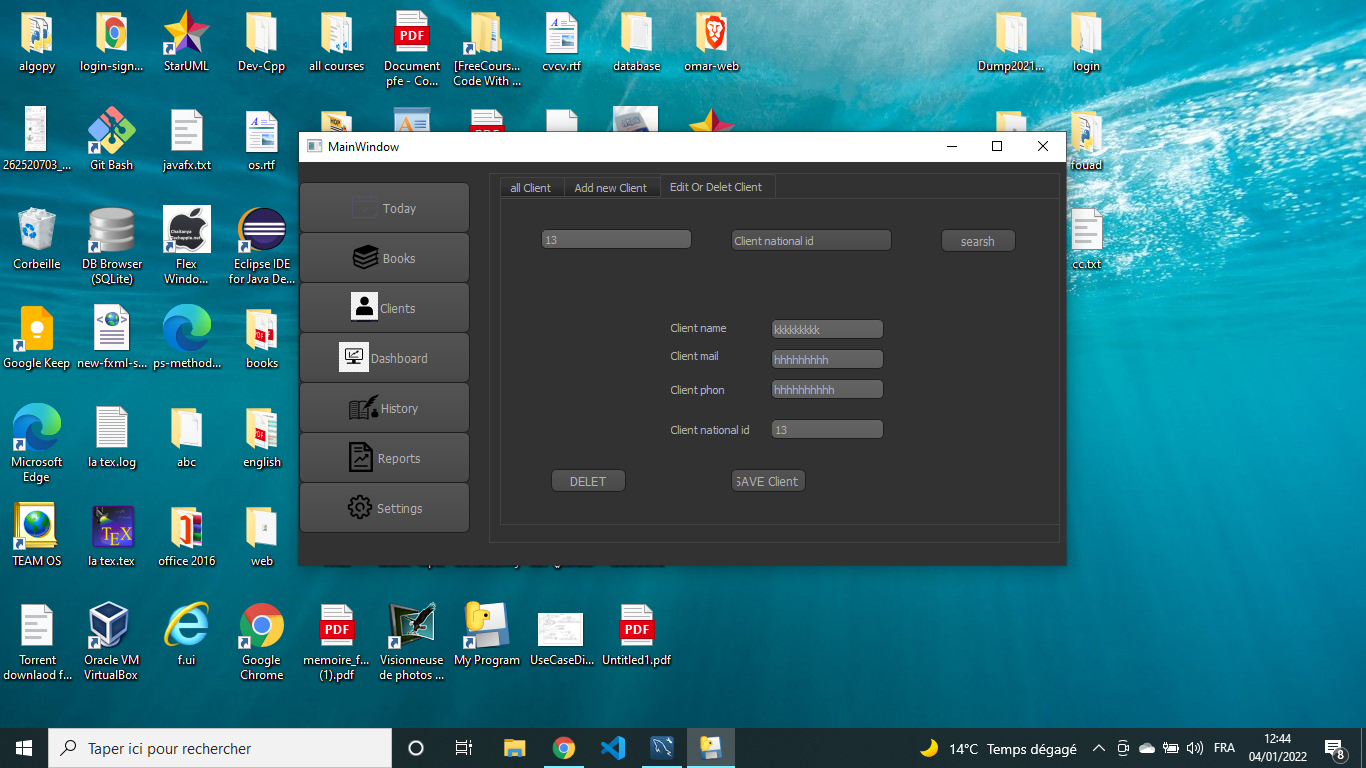 algopy
login-sign...
StarUML
Dev-Cpp
all courses
Document
pfe - Co...
[FreeCours...
Code With ...
cvcv.rtf
database
omar-web
Dump2021...
login
262520703_...
Git Bash
javafx.txt
os.rtf
fouad
MainWindow
Today
Books
Clients
Dashboard
History
Reports
Settings
all Client
Add new Client
Edit Or Delet Client
13
Client national id
searsh
Client name
kkkkkkkkk
Client mail
hhhhhhhhh
Client phon
hhhhhhhhhh
Client national id
13
DELET
SAVE Client
Corbeille
DB Browser
(SQLite)
Flex
Windo...
Eclipse IDE
for Java De...
cc.txt
Google Keep
new-fxml-s...
ps-method...
books
Microsoft
Edge
la tex.log
abc
english
TEAM OS
la tex.tex
office 2016
web
Torrent
downlaod f...
Oracle VM
VirtualBox
f.ui
Google
Chrome
memoire_f...
(1).pdf
Visionneuse
de photos ...
My Program
UseCaseDi...
Untitled1.pdf
Taper ici pour rechercher
14°C Temps dégagé
FRA
12:44
04/01/2022
8